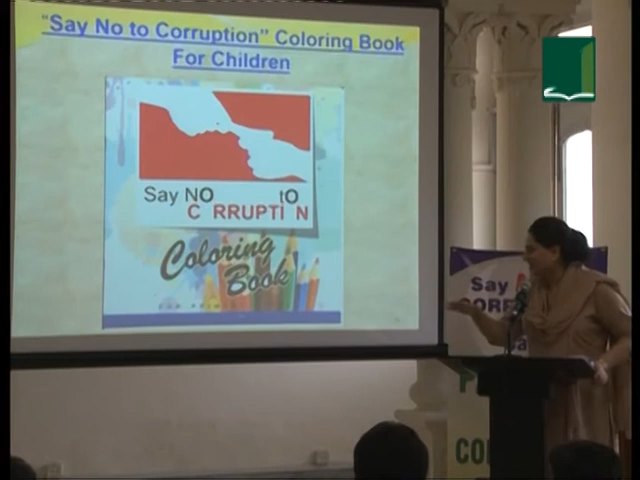 "Say No to Corruption" Coloring Book
For Children
Say NO tO
C RRUPTI N
Coloring
Book
Say
CORR
CO